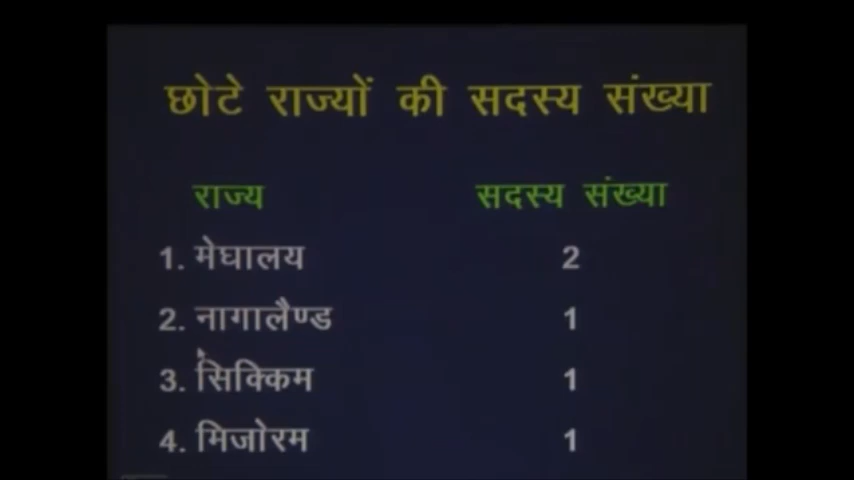 छोटे राज्यों की सदस्य संख्या
राज्य सदस्य संख्या
1. मेघालय 2
2. नागालैण्ड 1
3. सिक्किम 1
4. मिजोरम 1